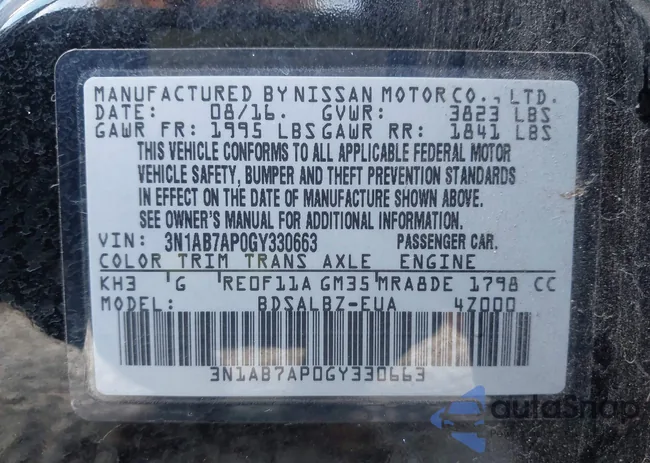 MANUFACTURED BY NISSAN MOTOR CO., LTD.
DATE: 08/16. GVWR: 3823 LBS
GAWR FR: 1995 LBS GAWR RR: 1841 LBS
THIS VEHICLE CONFORMS TO ALL APPLICABLE FEDERAL MOTOR
VEHICLE SAFETY, BUMPER AND THEFT PREVENTION STANDARDS
IN EFFECT ON THE DATE OF MANUFACTURE SHOWN ABOVE.
SEE OWNER'S MANUAL FOR ADDITIONAL INFORMATION.
VIN: 3N1AB7AP0GY330663 PASSENGER CAR.
COLOR TRIM TRANS AXLE ENGINE
KH3 G RE0F11A GM35 MRA8DE 1798 CC
MODEL: BDSALBZ-EUA 4Z000
3N1AB7AP0GY330663
autoSnap